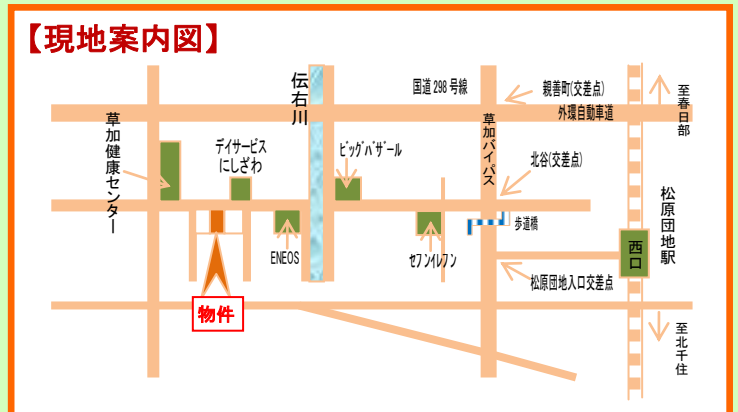 【現地案内図】
伝右川
国道298号線
親善町(交差点)
外環自動車道
至春日部
草加健康センター
デイサービス
にしざわ
ビッグバザール
草加バイパス
北谷(交差点)
松原団地駅
歩道橋
西口
ENEOS
セブンイレブン
松原団地入口交差点
物件
至北千住